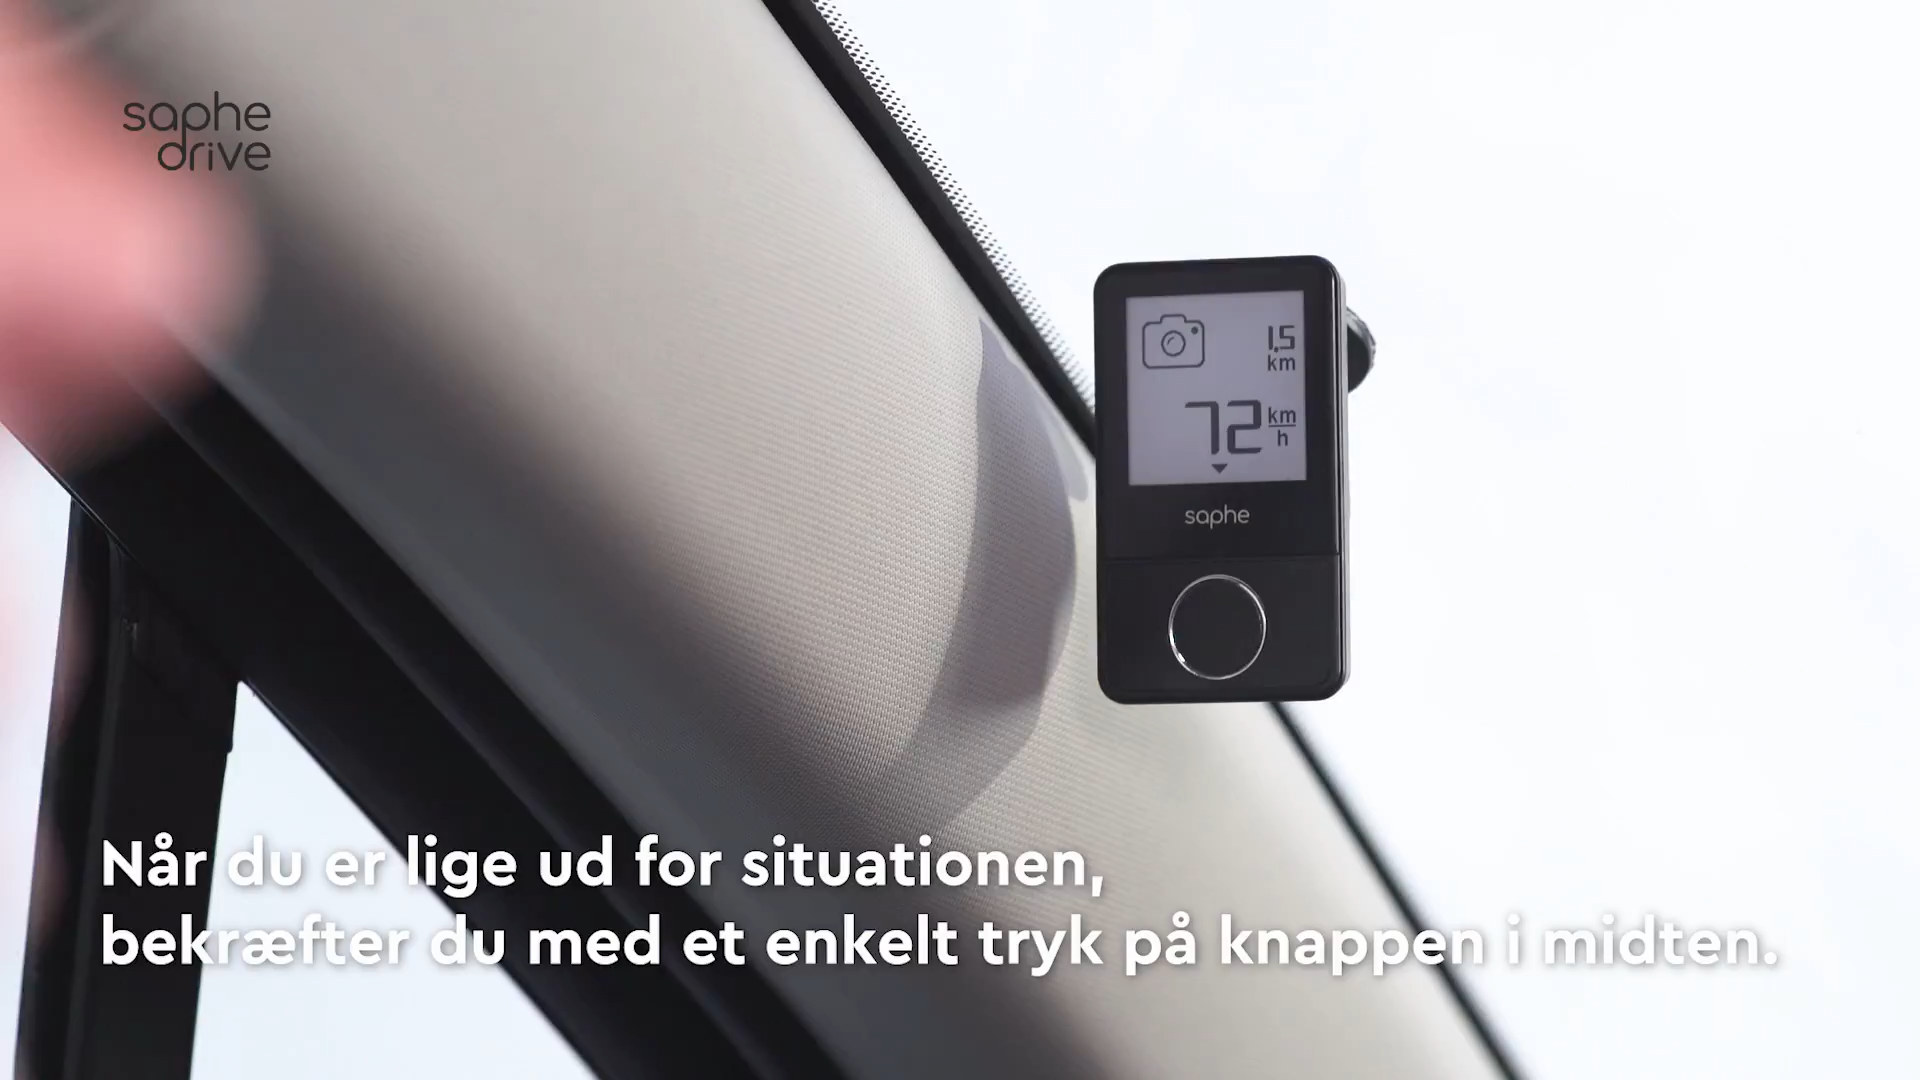 saphe
drive
1.5
km
72 km/h
saphe
Når du er lige ud for situationen,
bekræfter du med et enkelt tryk på knappen i midten.